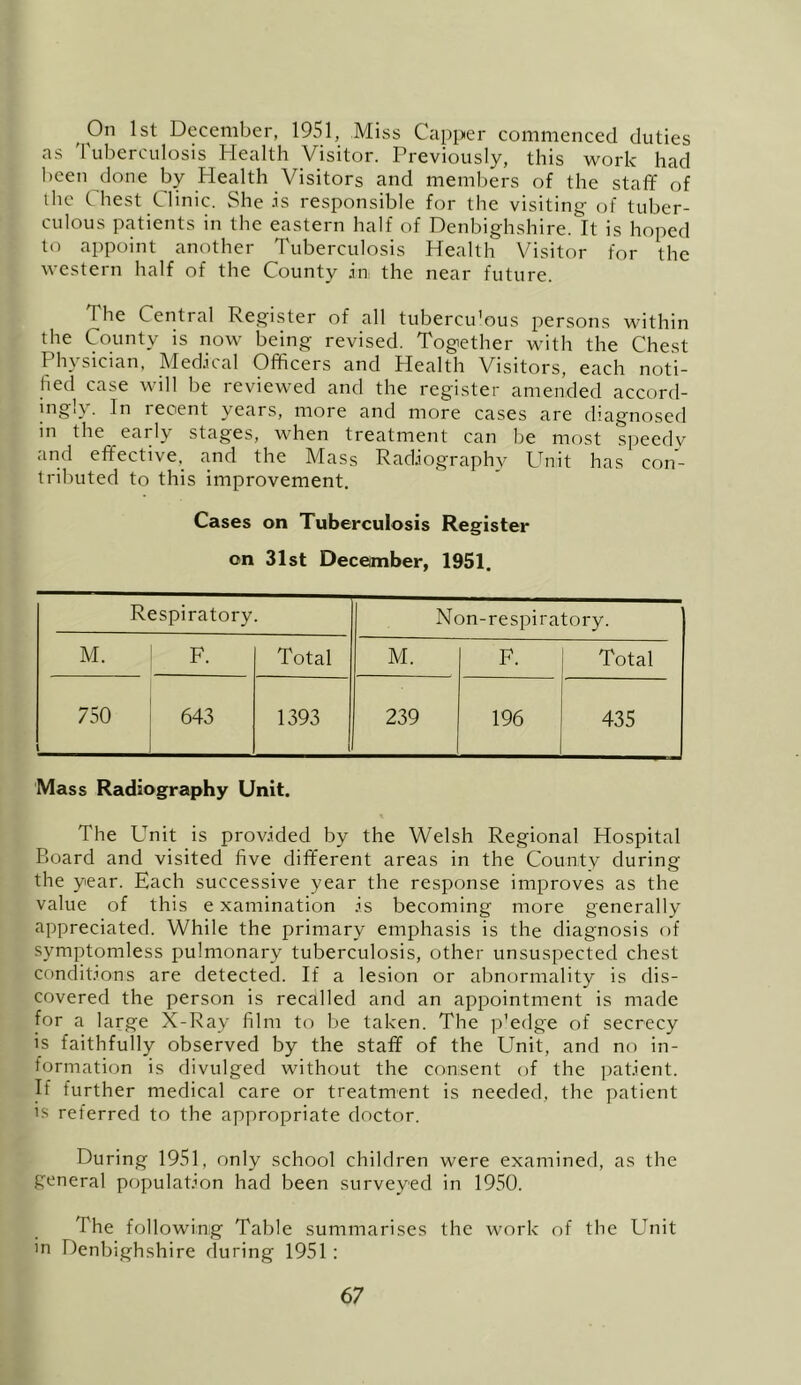 On 1st December, 1951, Miss Capper commenced duties
as Tuberculosis Health Visitor. Previously, this work had
been done by Health Visitors and members of the staff of
the Chest Clinic. She is responsible for the visiting of tuber-
culous patients in the eastern half of Denbighshire. It is hoped
to appoint another Tuberculosis Health Visitor for the
western half of the County in the near future.
The Central Register of all tuberculous persons within
the County is now being revised. Together with the Chest
Physician, Medical Officers and Health Visitors, each noti-
fied case will be reviewed and the register amended accord-
ingly. In recent years, more and more cases are diagnosed
in the early stages, when treatment can be most speedy
and effective, and the Mass Radiography Unit has con-
tributed to this improvement.
Cases on Tuberculosis Register
on 31st December, 1951.
Respiratory. Non-respiratory.
M. F. Total M. F. Total
750 643 1393 239 196 435
Mass Radiography Unit.
The Unit is provided by the Welsh Regional Hospital
Board and visited five different areas in the County during
the year. Each successive year the response improves as the
value of this e xamination is becoming more generally
appreciated. While the primary emphasis is the diagnosis of
symptomless pulmonary tuberculosis, other unsuspected chest
conditions are detected. If a lesion or abnormality is dis-
covered the person is recalled and an appointment is made
for a large X-Ray film to be taken. The pledge of secrecy
is faithfully observed by the staff of the Unit, and no in-
formation is divulged without the consent of the patient.
If further medical care or treatment is needed, the patient
is referred to the appropriate doctor.
During 1951, only school children were examined, as the
general population had been surveyed in 1950.
The following Table summarises the work of the Unit
in Denbighshire during 1951 :
67